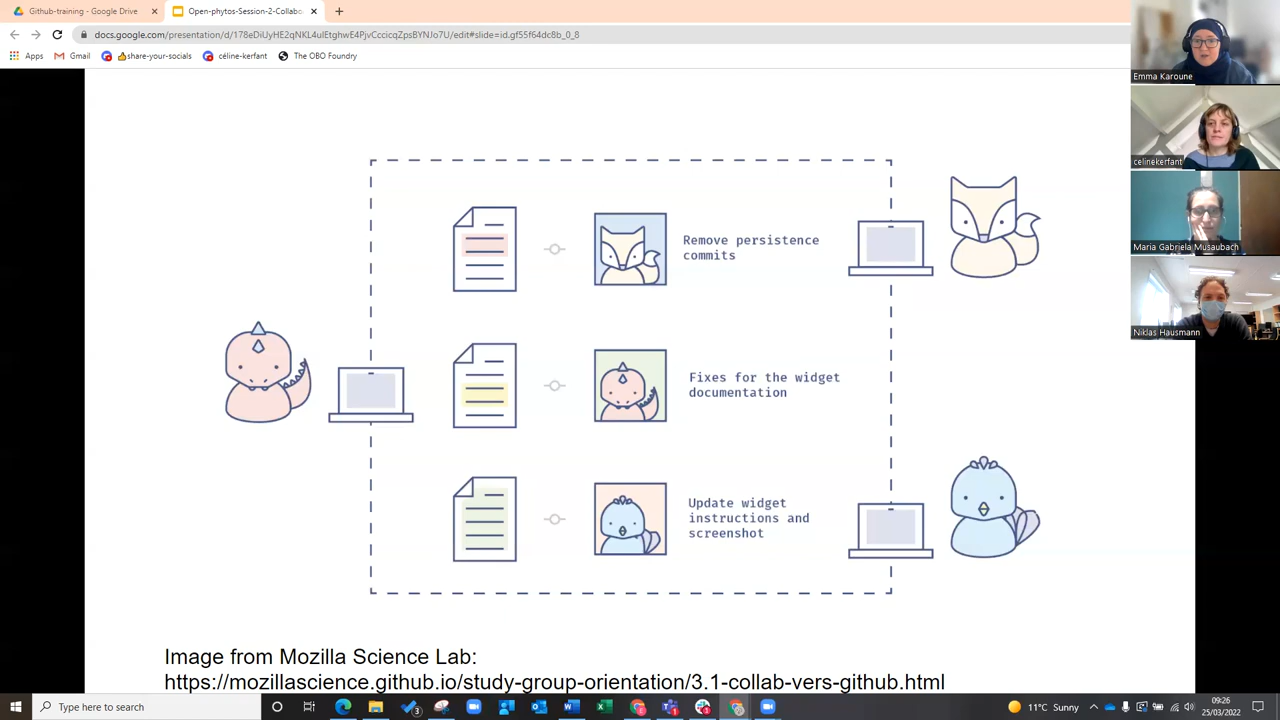 Github-training - Google Drive
Open-phytos-Session-2-Collabo
docs.google.com/presentation/d/178eDiUyHE2qNKL4uIEtghwE4PjvCccicqZpsBYNJo7U/edit#slide=id.gf55f64dc8b_0_8
Apps
Gmail
share-your-socials
céline-kerfant
The OBO Foundry
Emma Karoune
celinekerfant
Maria Gabriela Musaubach
Niklas Hausmann
Remove persistence
commits
Fixes for the widget
documentation
Update widget
instructions and
screenshot
Image from Mozilla Science Lab:
https://mozillascience.github.io/study-group-orientation/3.1-collab-vers-github.html
Type here to search
11°C Sunny
09:26
25/03/2022